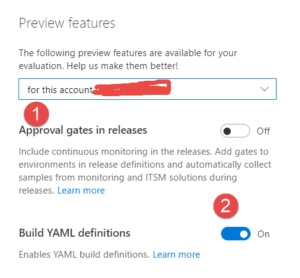 Preview features
The following preview features are available for your
evaluation. Help us make them better!
for this account
1
Approval gates in releases
Off
Include continuous monitoring in the releases. Add gates to
environments in release definitions and automatically collect
samples from monitoring and ITSM solutions during
releases. Learn more
2
Build YAML definitions
On
Enables YAML build definitions. Learn more